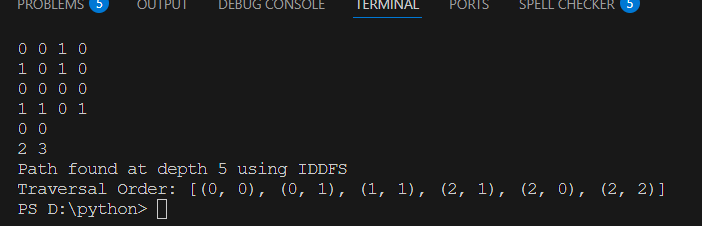 PROBLEMS 5 OUTPUT DEBUG CONSOLE TERMINAL PORTS SPELL CHECKER 5
0 0 1 0
1 0 1 0
0 0 0 0
1 1 0 1
0 0
2 3
Path found at depth 5 using IDDFS
Traversal Order: [(0, 0), (0, 1), (1, 1), (2, 1), (2, 0), (2, 2)]
PS D:\python>